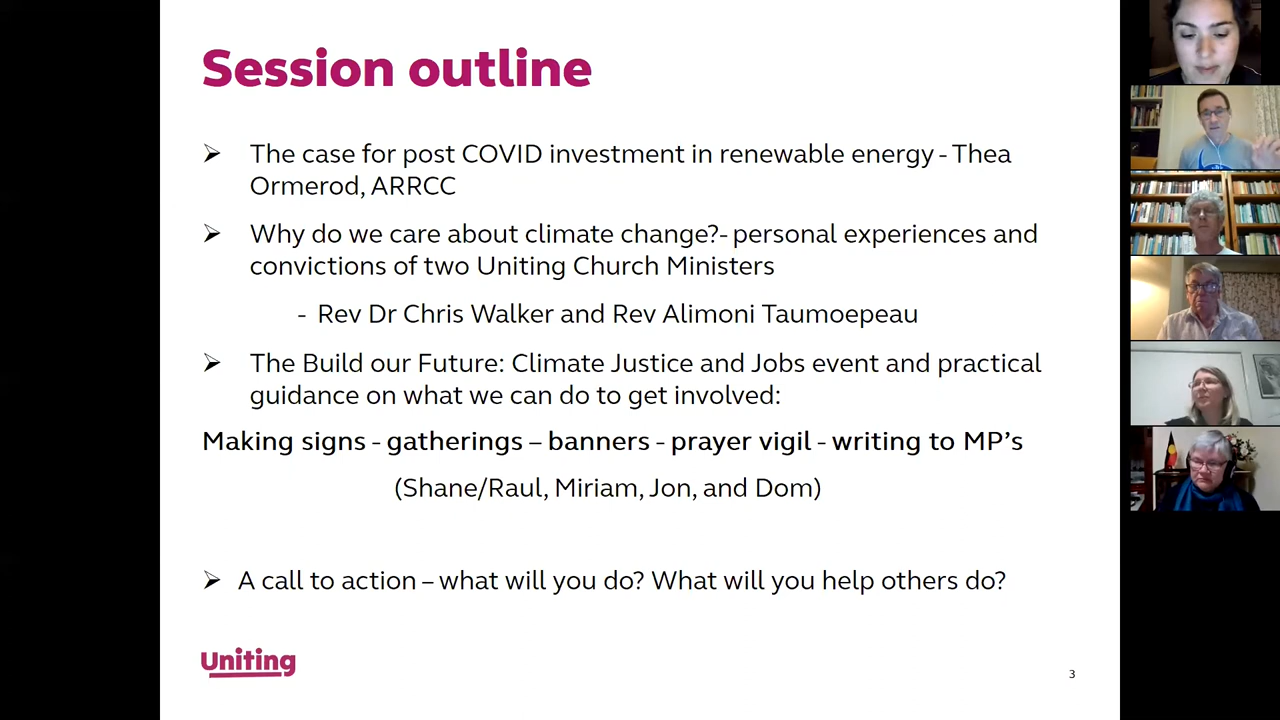 Session outline
➢ The case for post COVID investment in renewable energy - Thea
Ormerod, ARRCC
➢ Why do we care about climate change?- personal experiences and
convictions of two Uniting Church Ministers
- Rev Dr Chris Walker and Rev Alimoni Taumoepeau
➢ The Build our Future: Climate Justice and Jobs event and practical
guidance on what we can do to get involved:
Making signs - gatherings – banners - prayer vigil - writing to MP’s
(Shane/Raul, Miriam, Jon, and Dom)
➢ A call to action – what will you do? What will you help others do?
Uniting
3